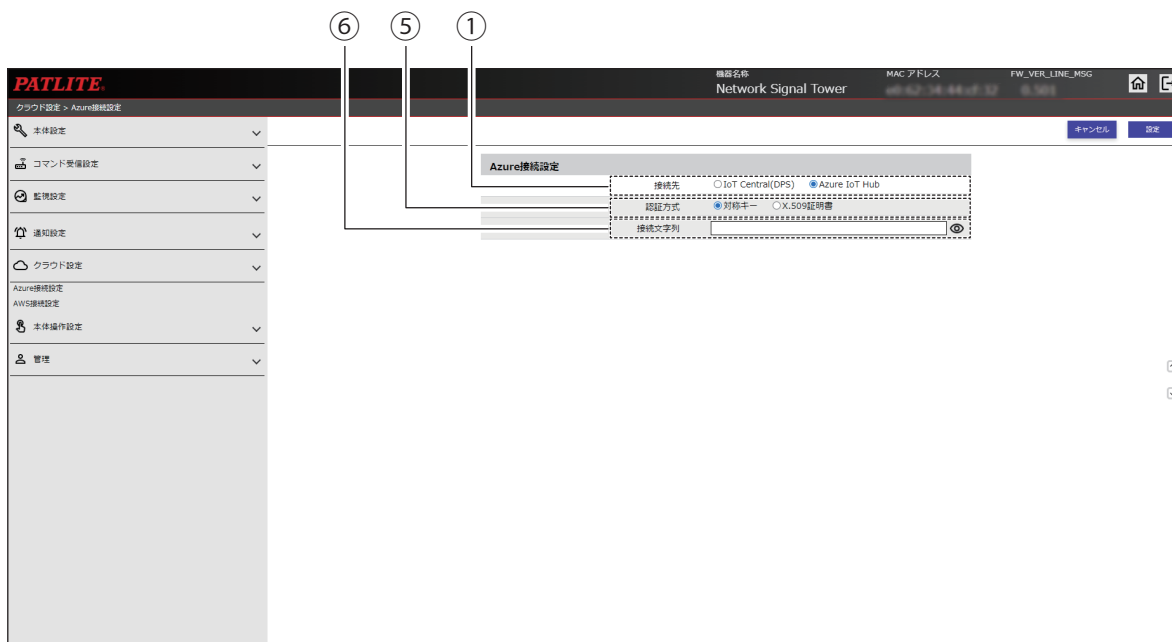 ⑥ ⑤ ①
PATLITE
機器名称
Network Signal Tower
MAC アドレス
FW_VER_LINE_MSG
0.501
クラウド設定 > Azure接続設定
キャンセル 設定
本体設定
コマンド受信設定
監視設定
通知設定
クラウド設定
Azure接続設定
AWS接続設定
本体操作設定
管理
Azure接続設定
接続先 IoT Central(DPS) Azure IoT Hub
認証方式 対称キー X.509証明書
接続文字列